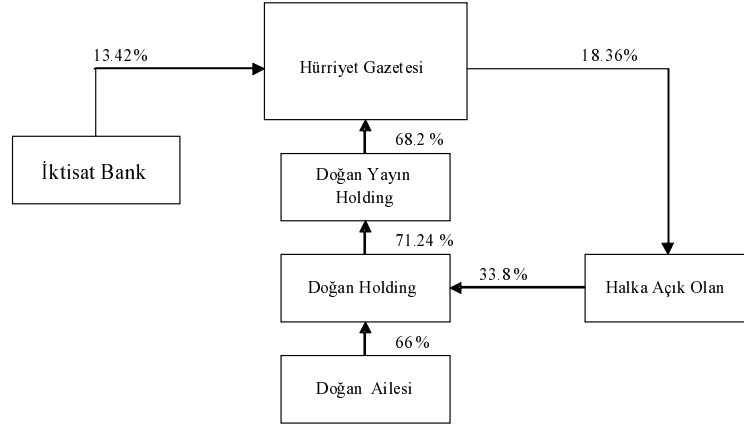 13.42%
Hürriyet Gazetesi
18.36%
İktisat Bank
68.2 %
Doğan Yayın
Holding
71.24 %
Doğan Holding
33.8%
Halka Açık Olan
66%
Doğan Ailesi